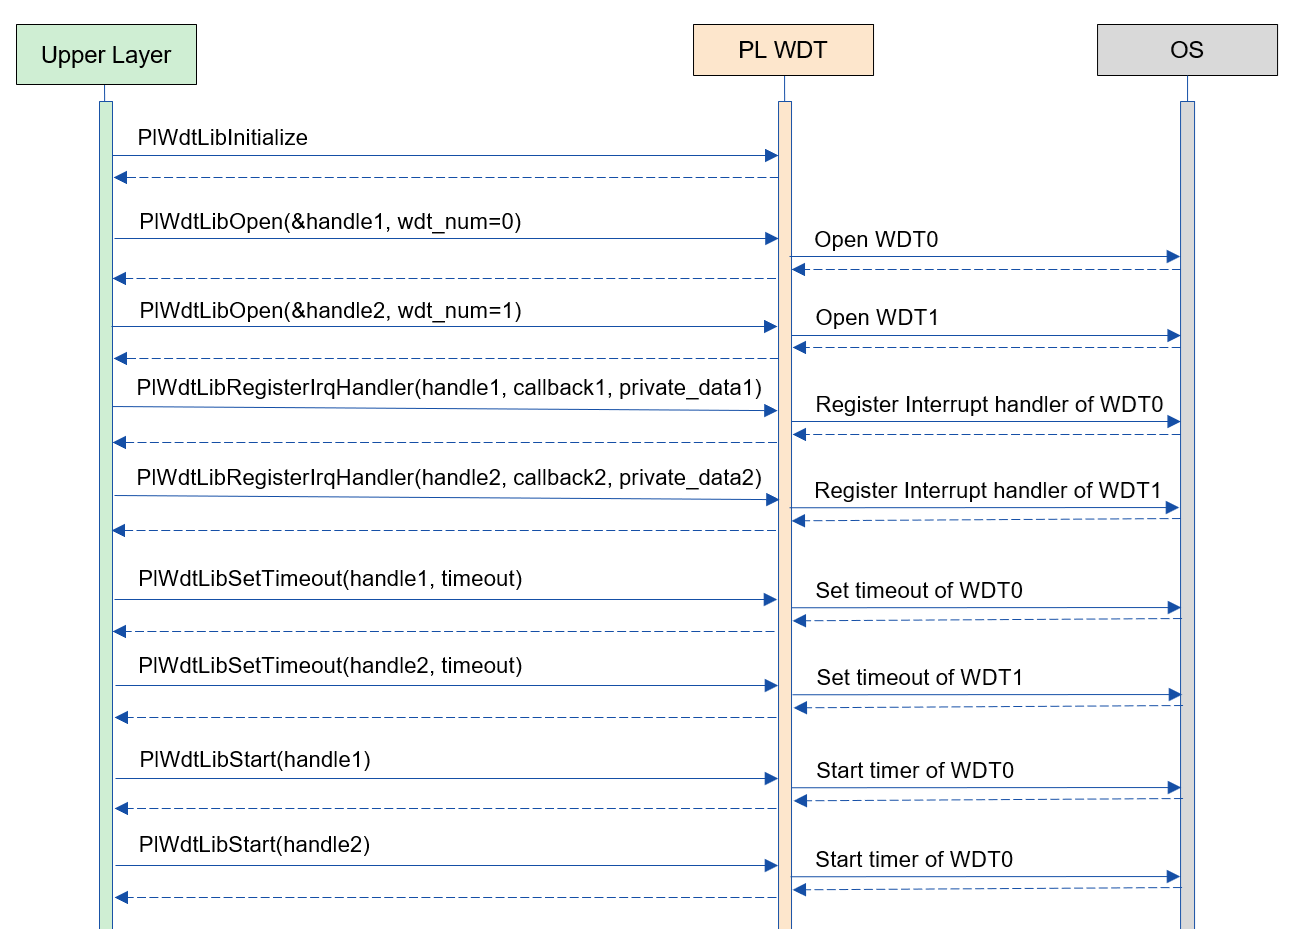 Upper Layer
PL WDT
OS
PlWdtLibInitialize
PlWdtLibOpen(&handle1, wdt_num=0)
Open WDT0
PlWdtLibOpen(&handle2, wdt_num=1)
Open WDT1
PlWdtLibRegisterIrqHandler(handle1, callback1, private_data1)
Register Interrupt handler of WDT0
PlWdtLibRegisterIrqHandler(handle2, callback2, private_data2)
Register Interrupt handler of WDT1
PlWdtLibSetTimeout(handle1, timeout)
Set timeout of WDT0
PlWdtLibSetTimeout(handle2, timeout)
Set timeout of WDT1
PlWdtLibStart(handle1)
Start timer of WDT0
PlWdtLibStart(handle2)
Start timer of WDT0